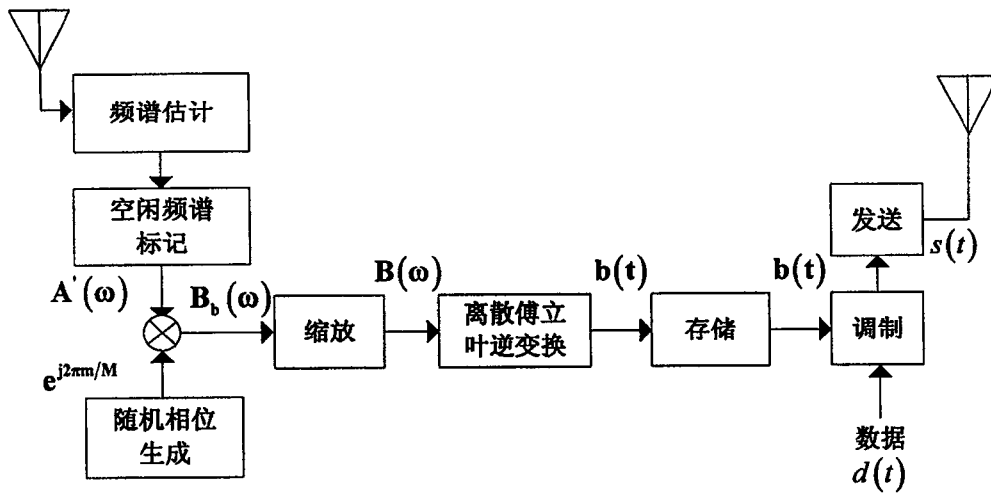 频谱估计
空闲频谱
标记
A'(ω)
B_b(ω)
e^{j2πm/M}
随机相位
生成
缩放
B(ω)
离散傅立
叶逆变换
b(t)
存储
b(t)
调制
发送
s(t)
数据
d(t)